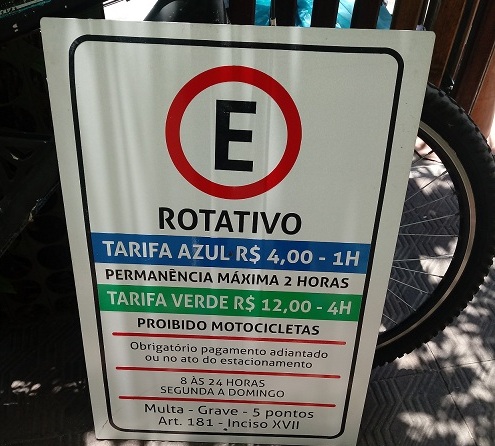 E
ROTATIVO
TARIFA AZUL R$ 4,00 - 1H
PERMANÊNCIA MÁXIMA 2 HORAS
TARIFA VERDE R$ 12,00 - 4H
PROIBIDO MOTOCICLETAS
Obrigatório pagamento adiantado
ou no ato do estacionamento
8 ÀS 24 HORAS
SEGUNDA A DOMINGO
Multa - Grave - 5 pontos
Art. 181 - Inciso XVII